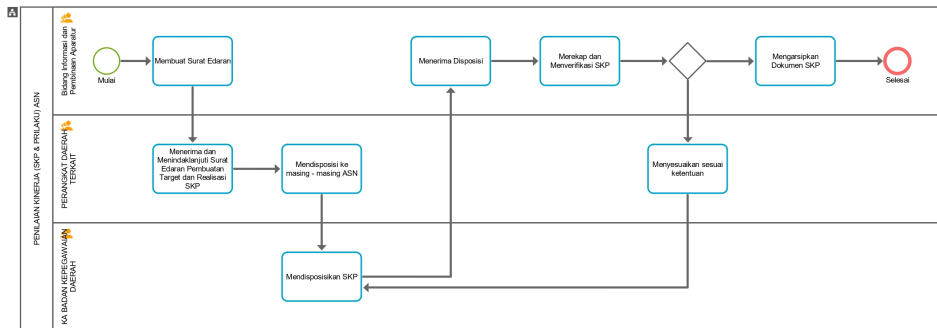 PENILAIAN KINERJA (SKP & PRILAKU) ASN
Bidang Informasi dan
Pembinaan Aparatur
Mulai
Membuat Surat Edaran
Menerima Disposisi
Merekap dan
Menverifikasi SKP
Mengarsipkan
Dokumen SKP
Selesai
PERANGKAT DAERAH
TERKAIT
Menerima dan
Menindaklanjuti Surat
Edaran Pembuatan
Target dan Realisasi
SKP
Mendisposisi ke
masing - masing ASN
Menyesuaikan sesuai
ketentuan
KA BADAN KEPEGAWAIAN
DAERAH
Mendisposisikan SKP